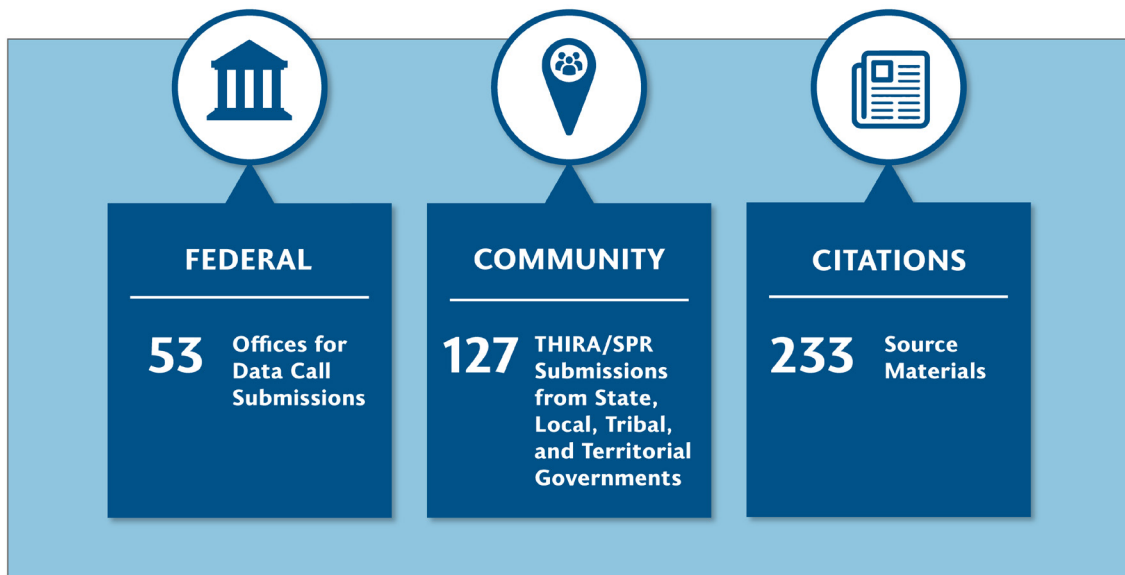 FEDERAL
53
Offices for
Data Call
Submissions
COMMUNITY
127
THIRA/SPR
Submissions
from State,
Local, Tribal,
and Territorial
Governments
CITATIONS
233
Source
Materials